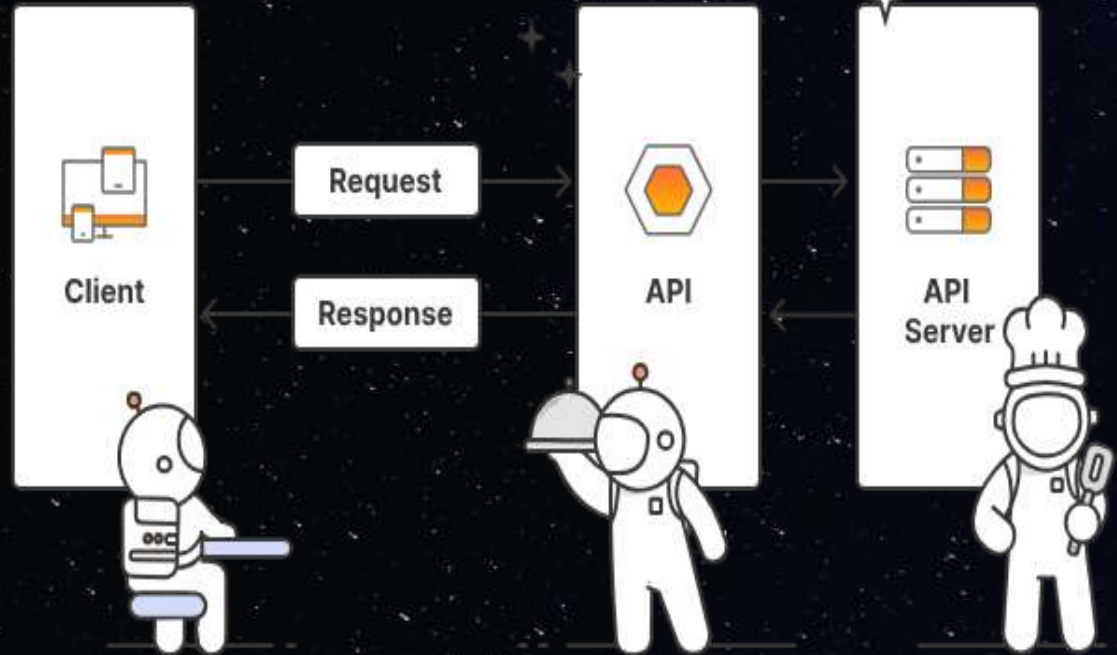 Request
Response
Client
API
API
Server